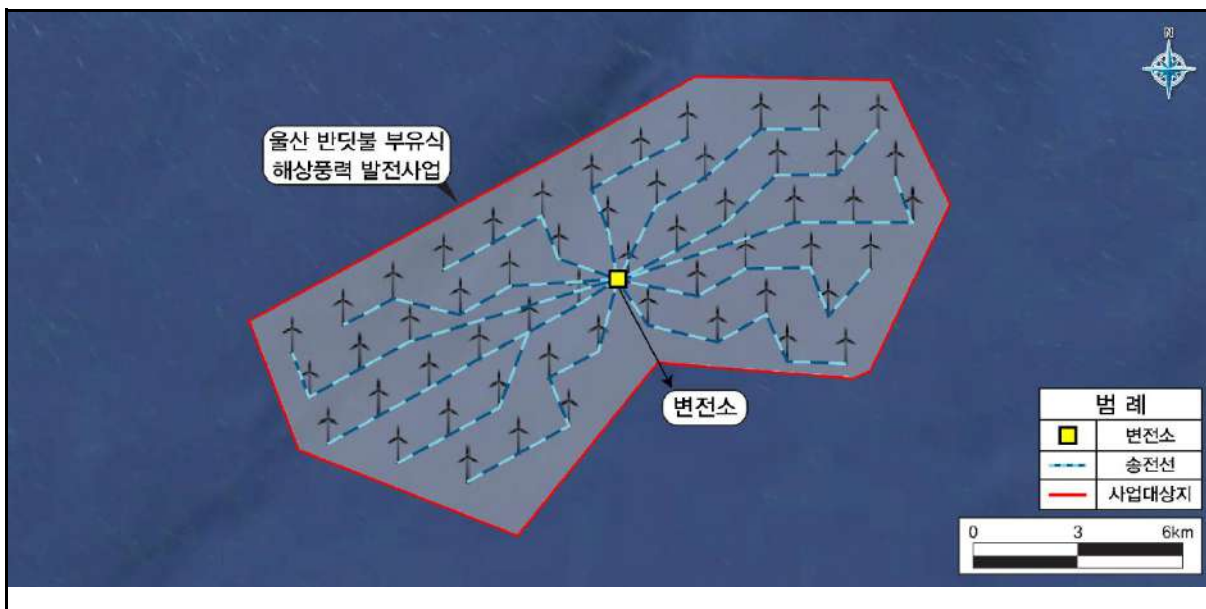 N
울산 반딧불 부유식
해상풍력 발전사업
변전소
범 례
변전소
송전선
사업대상지
0 3 6km